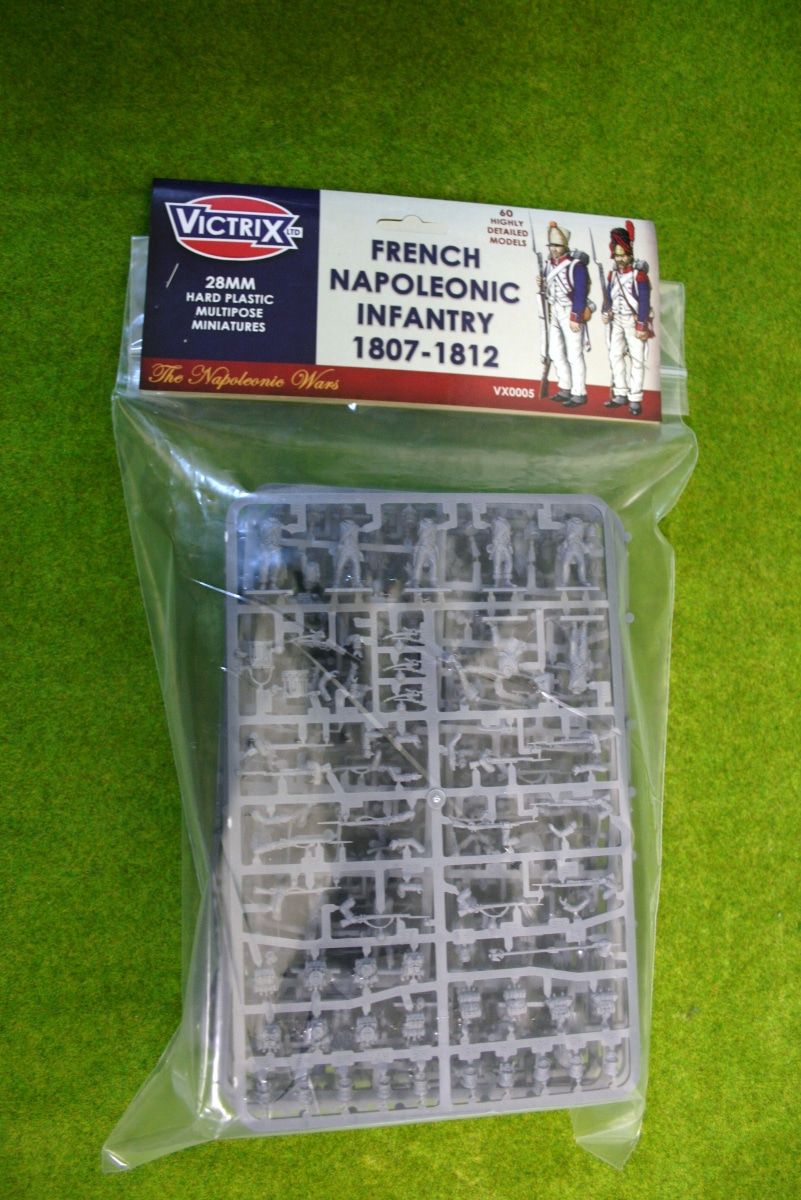 VICTRIX LTD
28MM
HARD PLASTIC
MULTIPOSE
MINIATURES
60
HIGHLY
DETAILED
MODELS
FRENCH
NAPOLEONIC
INFANTRY
1807-1812
The Napoleonic Wars
VX0005